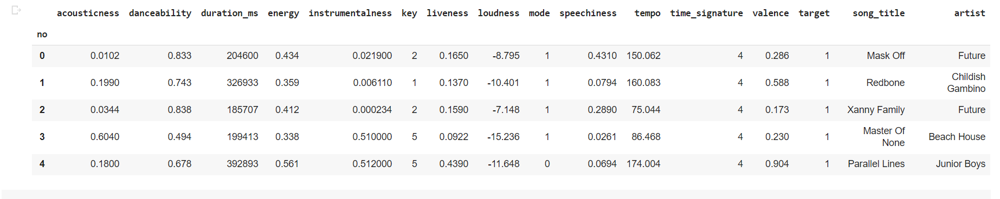 acousticness danceability duration_ms energy instrumentalness key liveness loudness mode speechiness tempo time_signature valence target song_title artist
no
0 0.0102 0.833 204600 0.434 0.021900 2 0.1650 -8.795 1 0.4310 150.062 4 0.286 1 Mask Off Future
1 0.1990 0.743 326933 0.359 0.006110 1 0.1370 -10.401 1 0.0794 160.083 4 0.588 1 Redbone Childish
Gambino
2 0.0344 0.838 185707 0.412 0.000234 2 0.1590 -7.148 1 0.2890 75.044 4 0.173 1 Xanny Family Future
3 0.6040 0.494 199413 0.338 0.510000 5 0.0922 -15.236 1 0.0261 86.468 4 0.230 1 Master Of
None Beach House
4 0.1800 0.678 392893 0.561 0.512000 5 0.4390 -11.648 0 0.0694 174.004 4 0.904 1 Parallel Lines Junior Boys